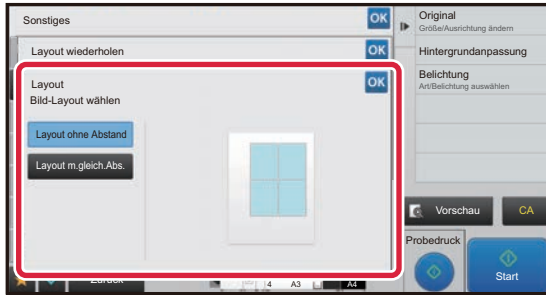 Sonstiges
OK
Layout wiederholen
OK
Layout
OK
Bild-Layout wählen
Layout ohne Abstand
Layout m.gleich.Abs.
Original
Größe/Ausrichtung ändern
Hintergrundanpassung
Belichtung
Art/Belichtung auswählen
Vorschau
CA
Probedruck
Start
Zurück
4
A3
A4